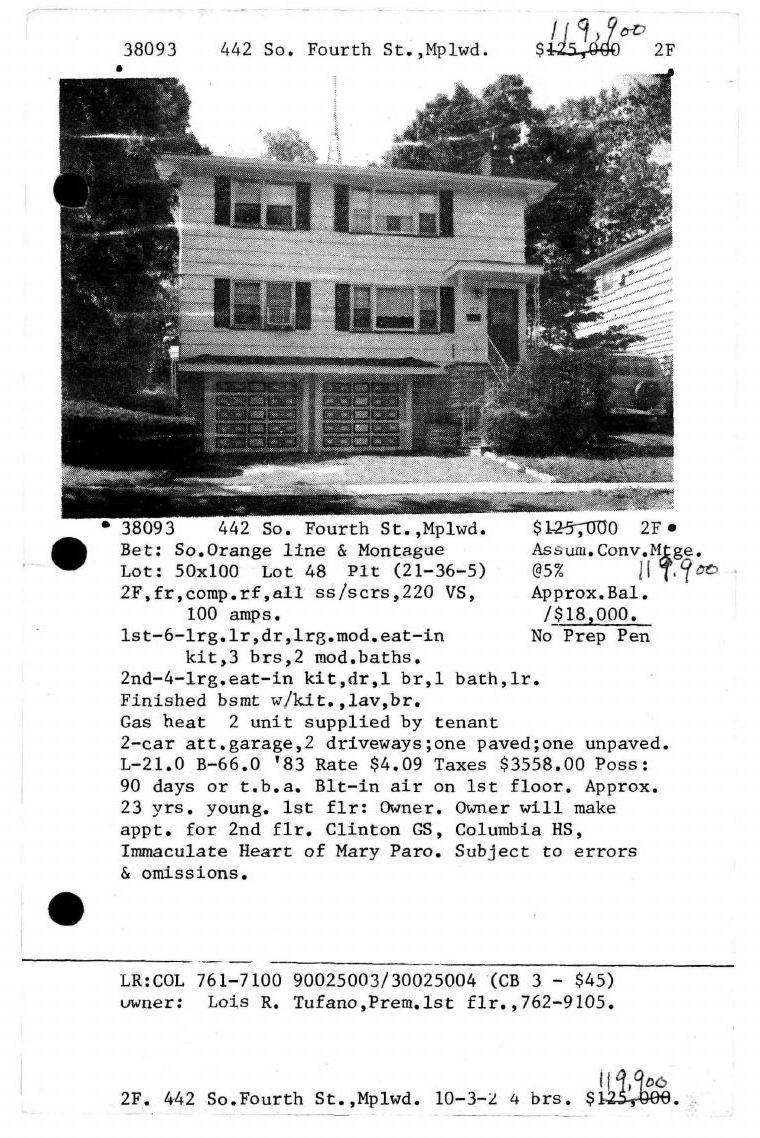 119,900
38093 442 So. Fourth St.,Mplwd. $125,000 2F
38093 442 So. Fourth St.,Mplwd. $125,000 2F
Bet: So.Orange line & Montague Assum.Conv.Mtge.
Lot: 50x100 Lot 48 Plt (21-36-5) @5% 119.900
2F,fr,comp.rf,all ss/scrs,220 VS, Approx.Bal.
100 amps. /$18,000.
1st-6-lrg.lr,dr,lrg.mod.eat-in No Prep Pen
kit,3 brs,2 mod.baths.
2nd-4-lrg.eat-in kit,dr,1 br,1 bath,lr.
Finished bsmt w/kit.,lav,br.
Gas heat 2 unit supplied by tenant
2-car att.garage,2 driveways;one paved;one unpaved.
L-21.0 B-66.0 '83 Rate $4.09 Taxes $3558.00 Poss:
90 days or t.b.a. Blt-in air on 1st floor. Approx.
23 yrs. young. 1st flr: Owner. Owner will make
appt. for 2nd flr. Clinton GS, Columbia HS,
Immaculate Heart of Mary Paro. Subject to errors
& omissions.
LR:COL 761-7100 90025003/30025004 (CB 3 - $45)
owner: Lois R. Tufano,Prem.1st flr.,762-9105.
119,900
2F. 442 So.Fourth St.,Mplwd. 10-3-2 4 brs. $125,000.